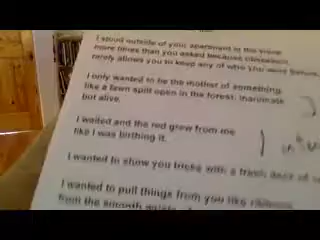 I stood outside of your apartment in the snow
more times than you asked because
rarely allows you to keep any of who you were before.
I only wanted to be the mother of something
like a fawn split open in the forest. Inanimate
but alive.
I waited and the red grew from me
like I was birthing it.
I wanted to show you tricks with a trash deck of
I wanted to pull things from you like ribbons
from the smooth